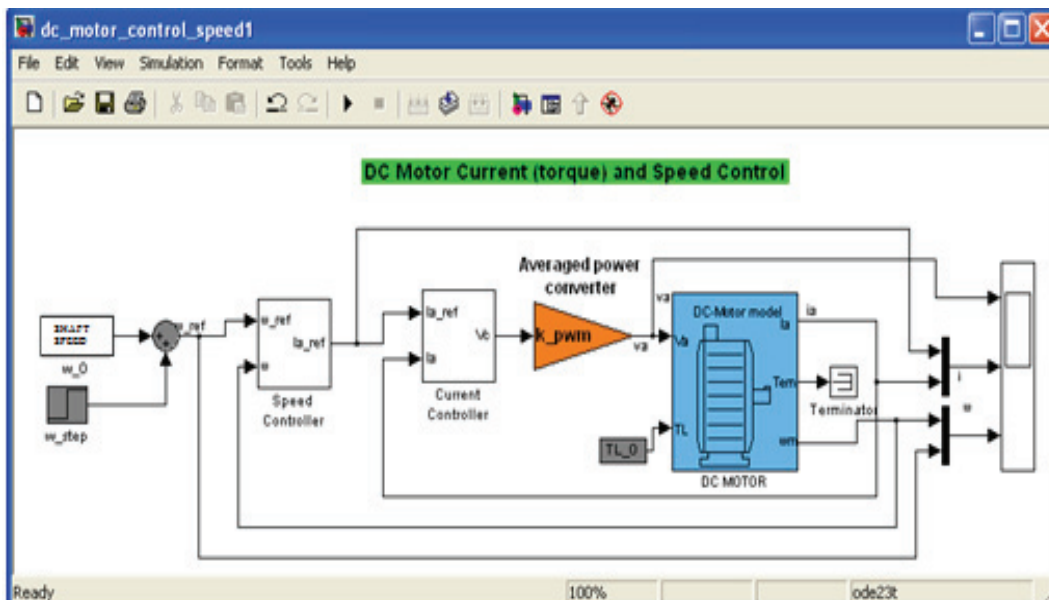 dc_motor_control_speed1
File Edit View Simulation Format Tools Help
DC Motor Current (torque) and Speed Control
Averaged power
converter
SHAFT
SPEED
w_0
w_step
w_ref
w_ref
w
Ia_ref
Speed
Controller
Ia_ref
Ia
Vc
Current
Controller
k_pwm
va
va
DC-Motor model
Va
TL
Ia
Tem
wm
DC MOTOR
TL_0
ia
Terminator
i
w
Ready
100%
ode23t